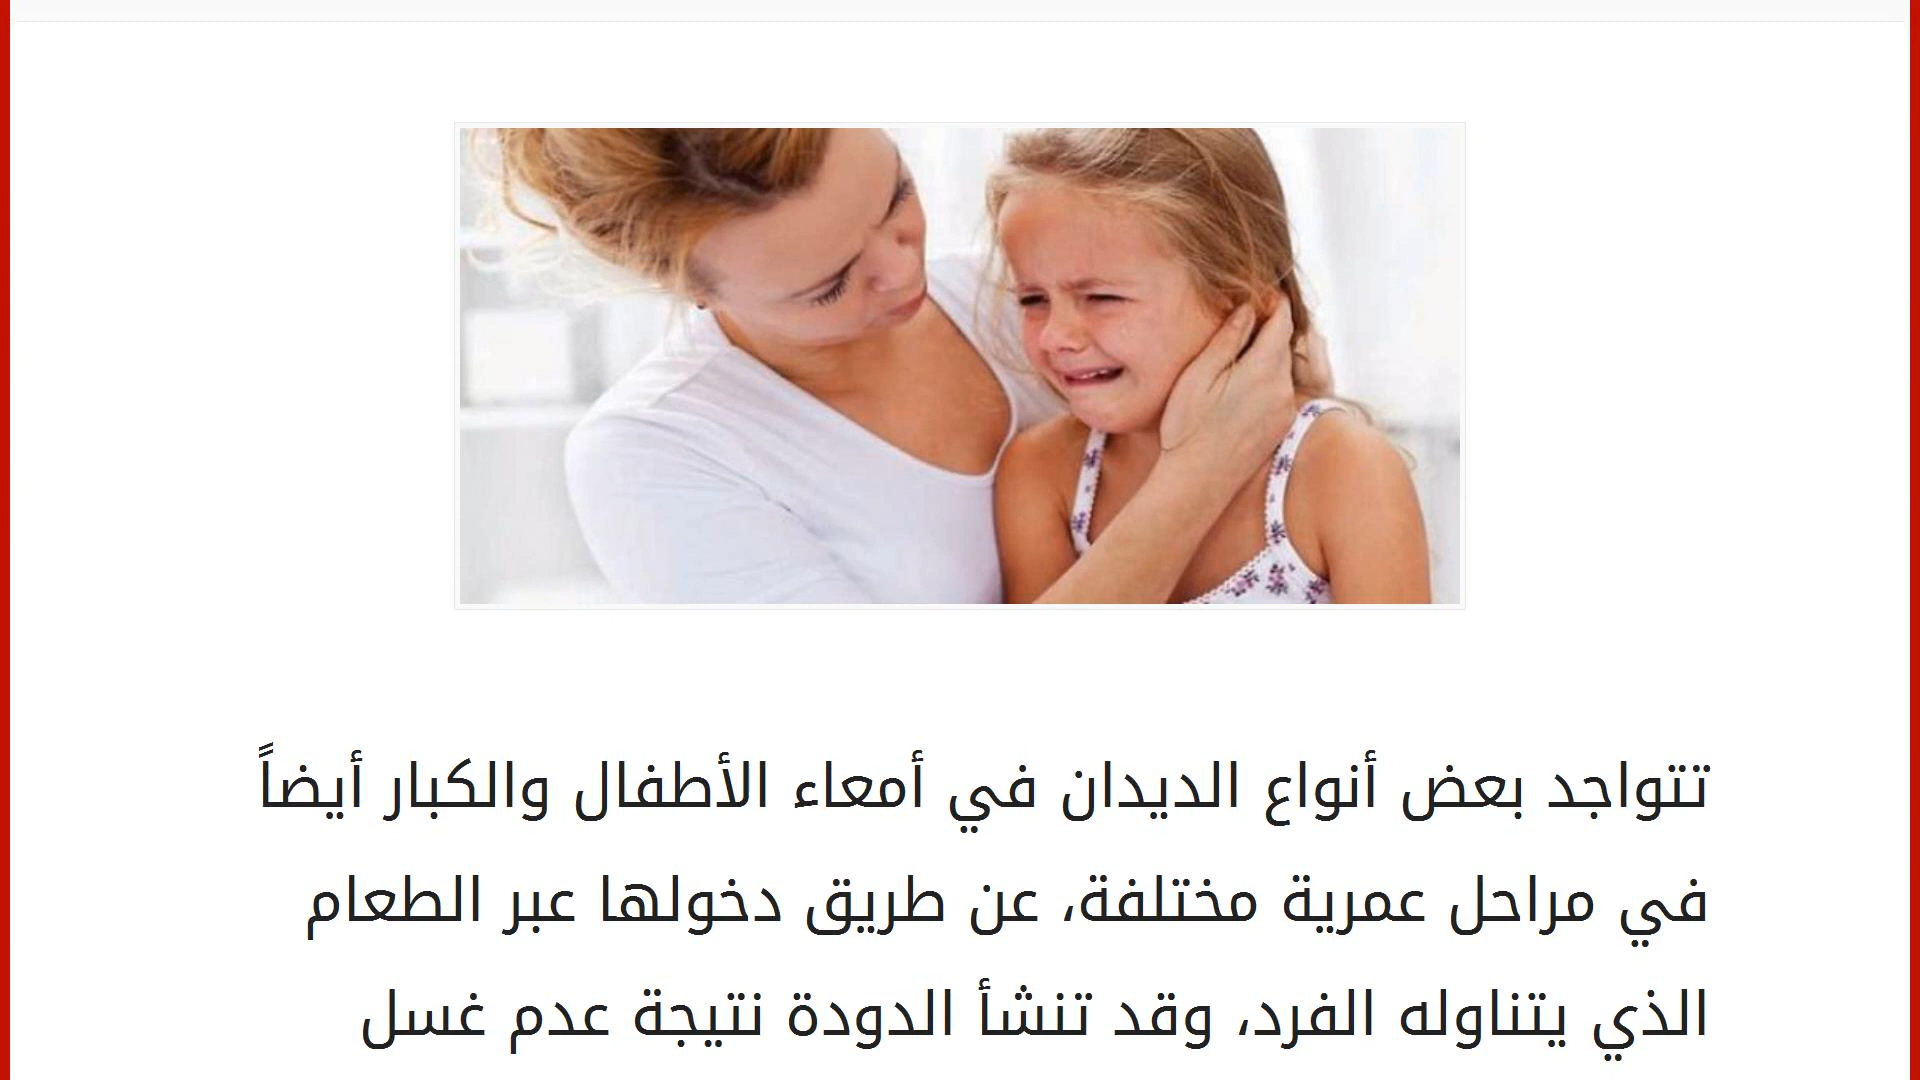 تتواجد بعض أنواع الديدان في أمعاء الأطفال والكبار أيضاً
في مراحل عمرية مختلفة، عن طريق دخولها عبر الطعام
الذي يتناوله الفرد، وقد تنشأ الدودة نتيجة عدم غسل